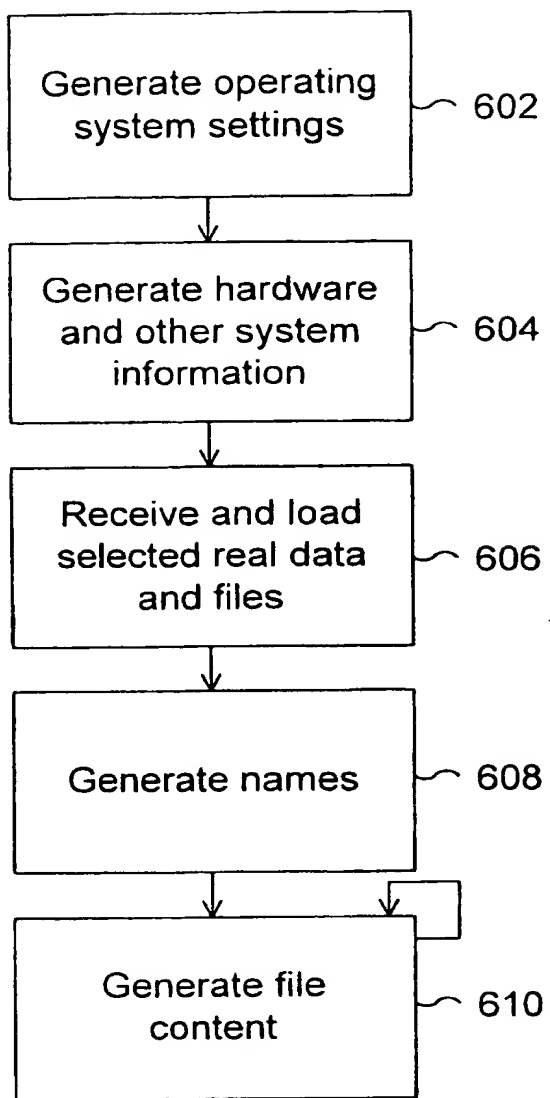 Generate operating
system settings
602
Generate hardware
and other system
information
604
Receive and load
selected real data
and files
606
Generate names
608
Generate file
content
610